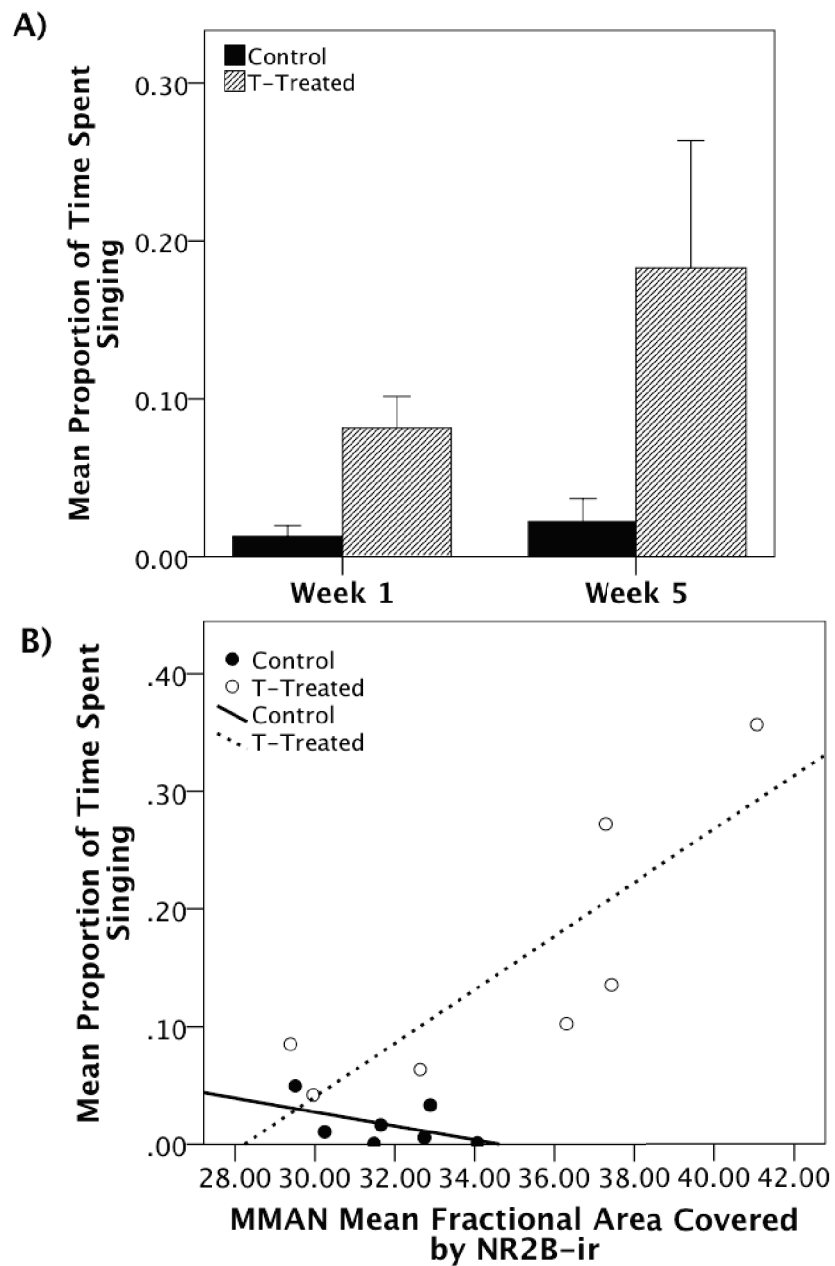 A)
Mean Proportion of Time Spent
Singing
Control
T-Treated
0.30
0.20
0.10
0.00
Week 1 Week 5
B)
Mean Proportion of Time Spent
Singing
Control
T-Treated
Control
T-Treated
.40
.30
.20
.10
.00
28.00 30.00 32.00 34.00 36.00 38.00 40.00 42.00
MMAN Mean Fractional Area Covered
by NR2B-ir